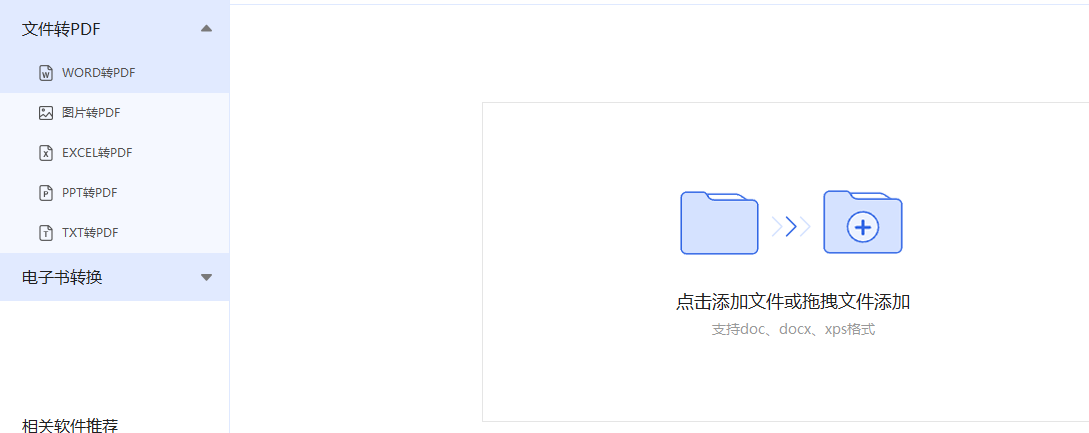 文件转PDF
WORD转PDF
图片转PDF
EXCEL转PDF
PPT转PDF
TXT转PDF
电子书转换
相关软件推荐
点击添加文件或拖拽文件添加
支持doc、docx、xps格式